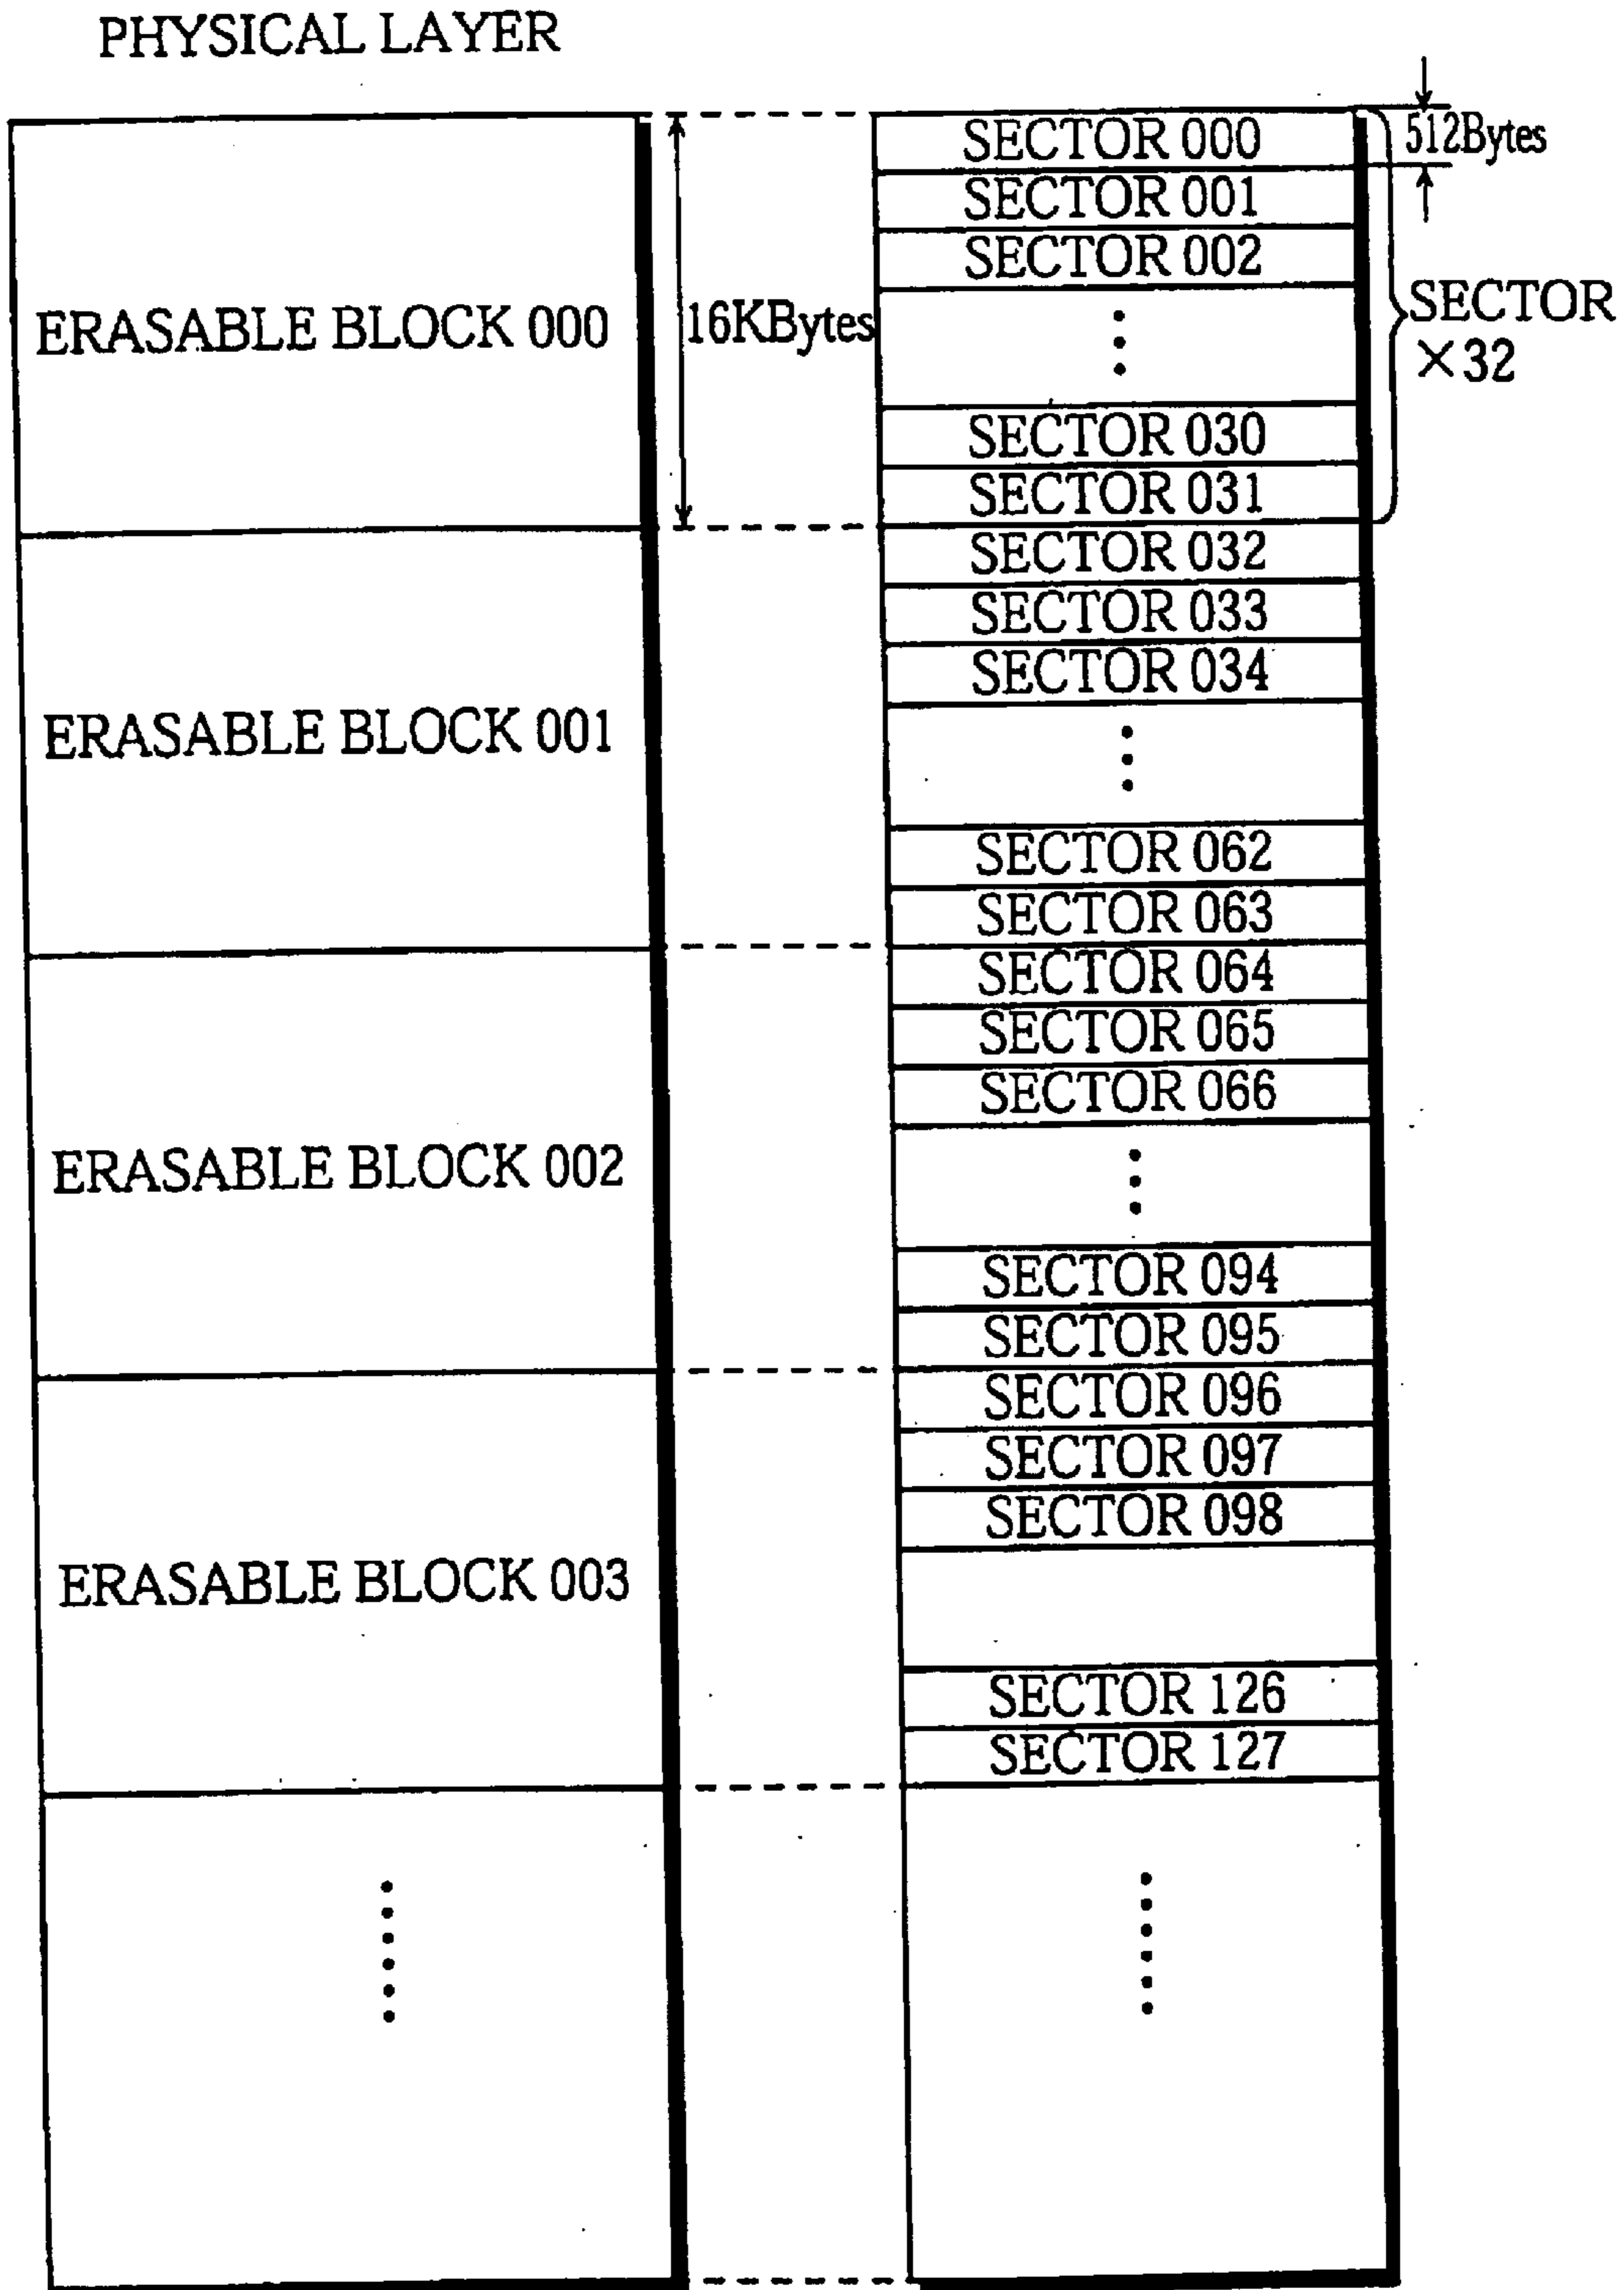 PHYSICAL LAYER
ERASABLE BLOCK 000
ERASABLE BLOCK 001
ERASABLE BLOCK 002
ERASABLE BLOCK 003
16KBytes
SECTOR 000
SECTOR 001
SECTOR 002
SECTOR 030
SECTOR 031
SECTOR 032
SECTOR 033
SECTOR 034
SECTOR 062
SECTOR 063
SECTOR 064
SECTOR 065
SECTOR 066
SECTOR 094
SECTOR 095
SECTOR 096
SECTOR 097
SECTOR 098
SECTOR 126
SECTOR 127
512Bytes
SECTOR
×32